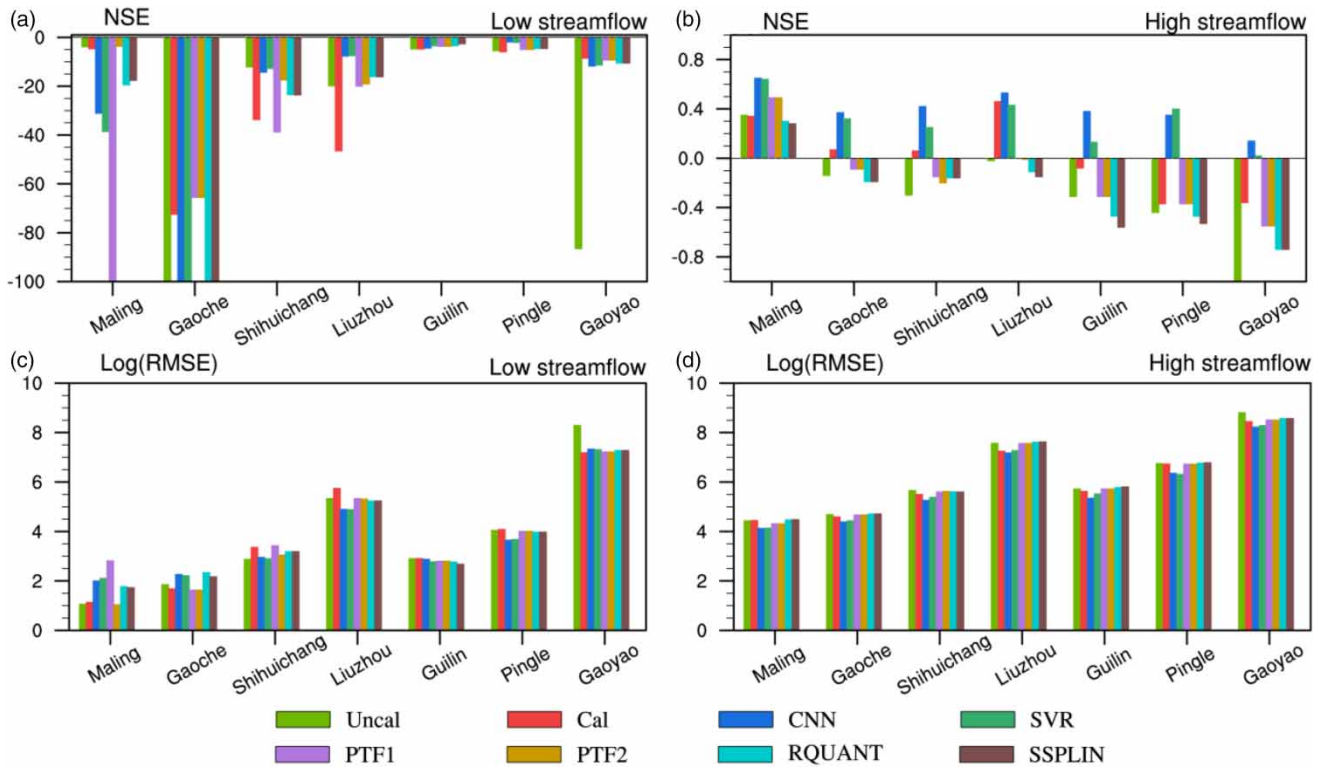 (a) NSE Low streamflow
0
-20
-40
-60
-80
-100
Maling Gaoche Shihuichang Liuzhou Guilin Pingle Gaoyao
(b) NSE High streamflow
0.8
0.4
0.0
-0.4
-0.8
Maling Gaoche Shihuichang Liuzhou Guilin Pingle Gaoyao
(c) Log(RMSE) Low streamflow
10
8
6
4
2
0
Maling Gaoche Shihuichang Liuzhou Guilin Pingle Gaoyao
(d) Log(RMSE) High streamflow
10
8
6
4
2
0
Maling Gaoche Shihuichang Liuzhou Guilin Pingle Gaoyao
Uncal Cal CNN SVR
PTF1 PTF2 RQUANT SSPLIN